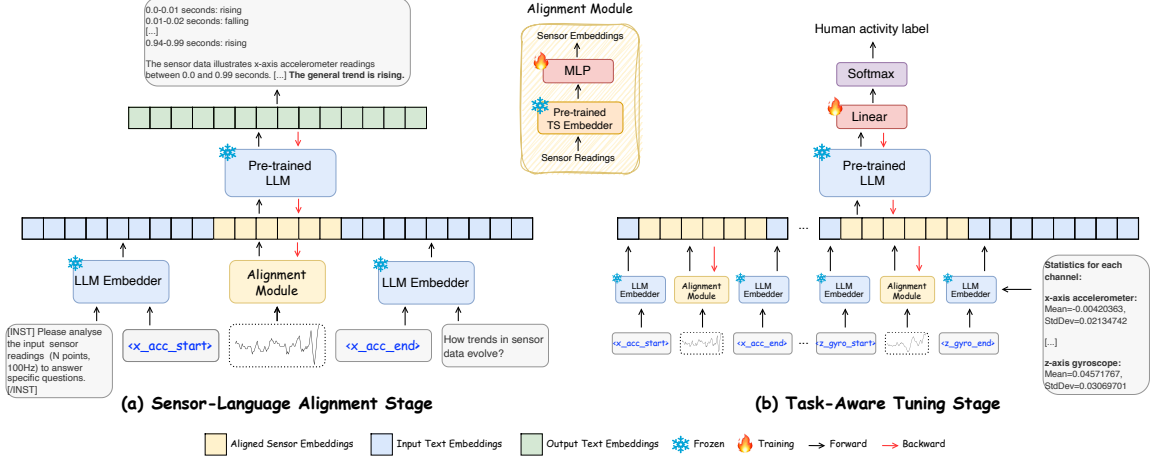 0.0-0.01 seconds: rising
0.01-0.02 seconds: falling
[...]
0.94-0.99 seconds: rising
The sensor data illustrates x-axis accelerometer readings
between 0.0 and 0.99 seconds. [...] The general trend is rising.
Pre-trained
LLM
LLM Embedder
Alignment
Module
LLM Embedder
[INST] Please analyse
the input sensor
readings (N points,
100Hz) to answer
specific questions.
[/INST]
<x_acc_start>
<x_acc_end>
How trends in sensor
data evolve?
(a) Sensor-Language Alignment Stage
Alignment Module
Sensor Embeddings
MLP
Pre-trained
TS Embedder
Sensor Readings
Human activity label
Softmax
Linear
Pre-trained
LLM
...
LLM
Embedder
Alignment
Module
LLM
Embedder
...
LLM
Embedder
Alignment
Module
LLM
Embedder
<x_acc_start>
<x_acc_end>
...
<z_gyro_start>
<z_gyro_end>
Statistics for each
channel:
x-axis accelerometer:
Mean=-0.00420363,
StdDev=0.02134742
[...]
z-axis gyroscope:
Mean=0.04571767,
StdDev=0.03069701
(b) Task-Aware Tuning Stage
Aligned Sensor Embeddings
Input Text Embeddings
Output Text Embeddings
Frozen
Training
Forward
Backward